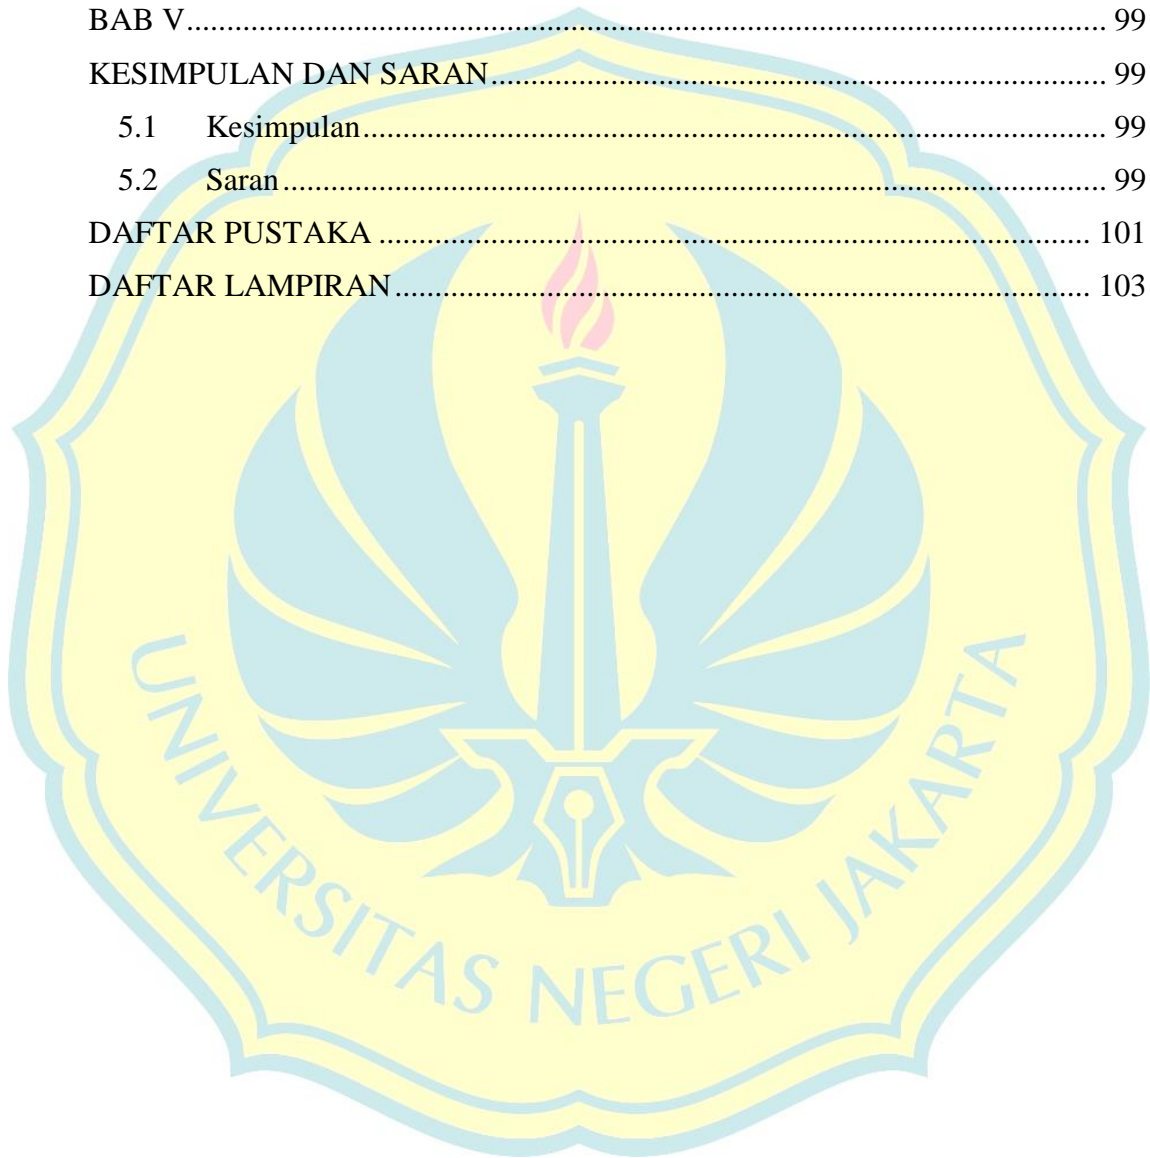 BAB V.......................................................................................................................... 99
KESIMPULAN DAN SARAN............................................................................. 99
5.1 Kesimpulan............................................................................................. 99
5.2 Saran....................................................................................................... 99
DAFTAR PUSTAKA ......................................................................................... 101
DAFTAR LAMPIRAN....................................................................................... 103
UNIVERSITAS NEGERI JAKARTA